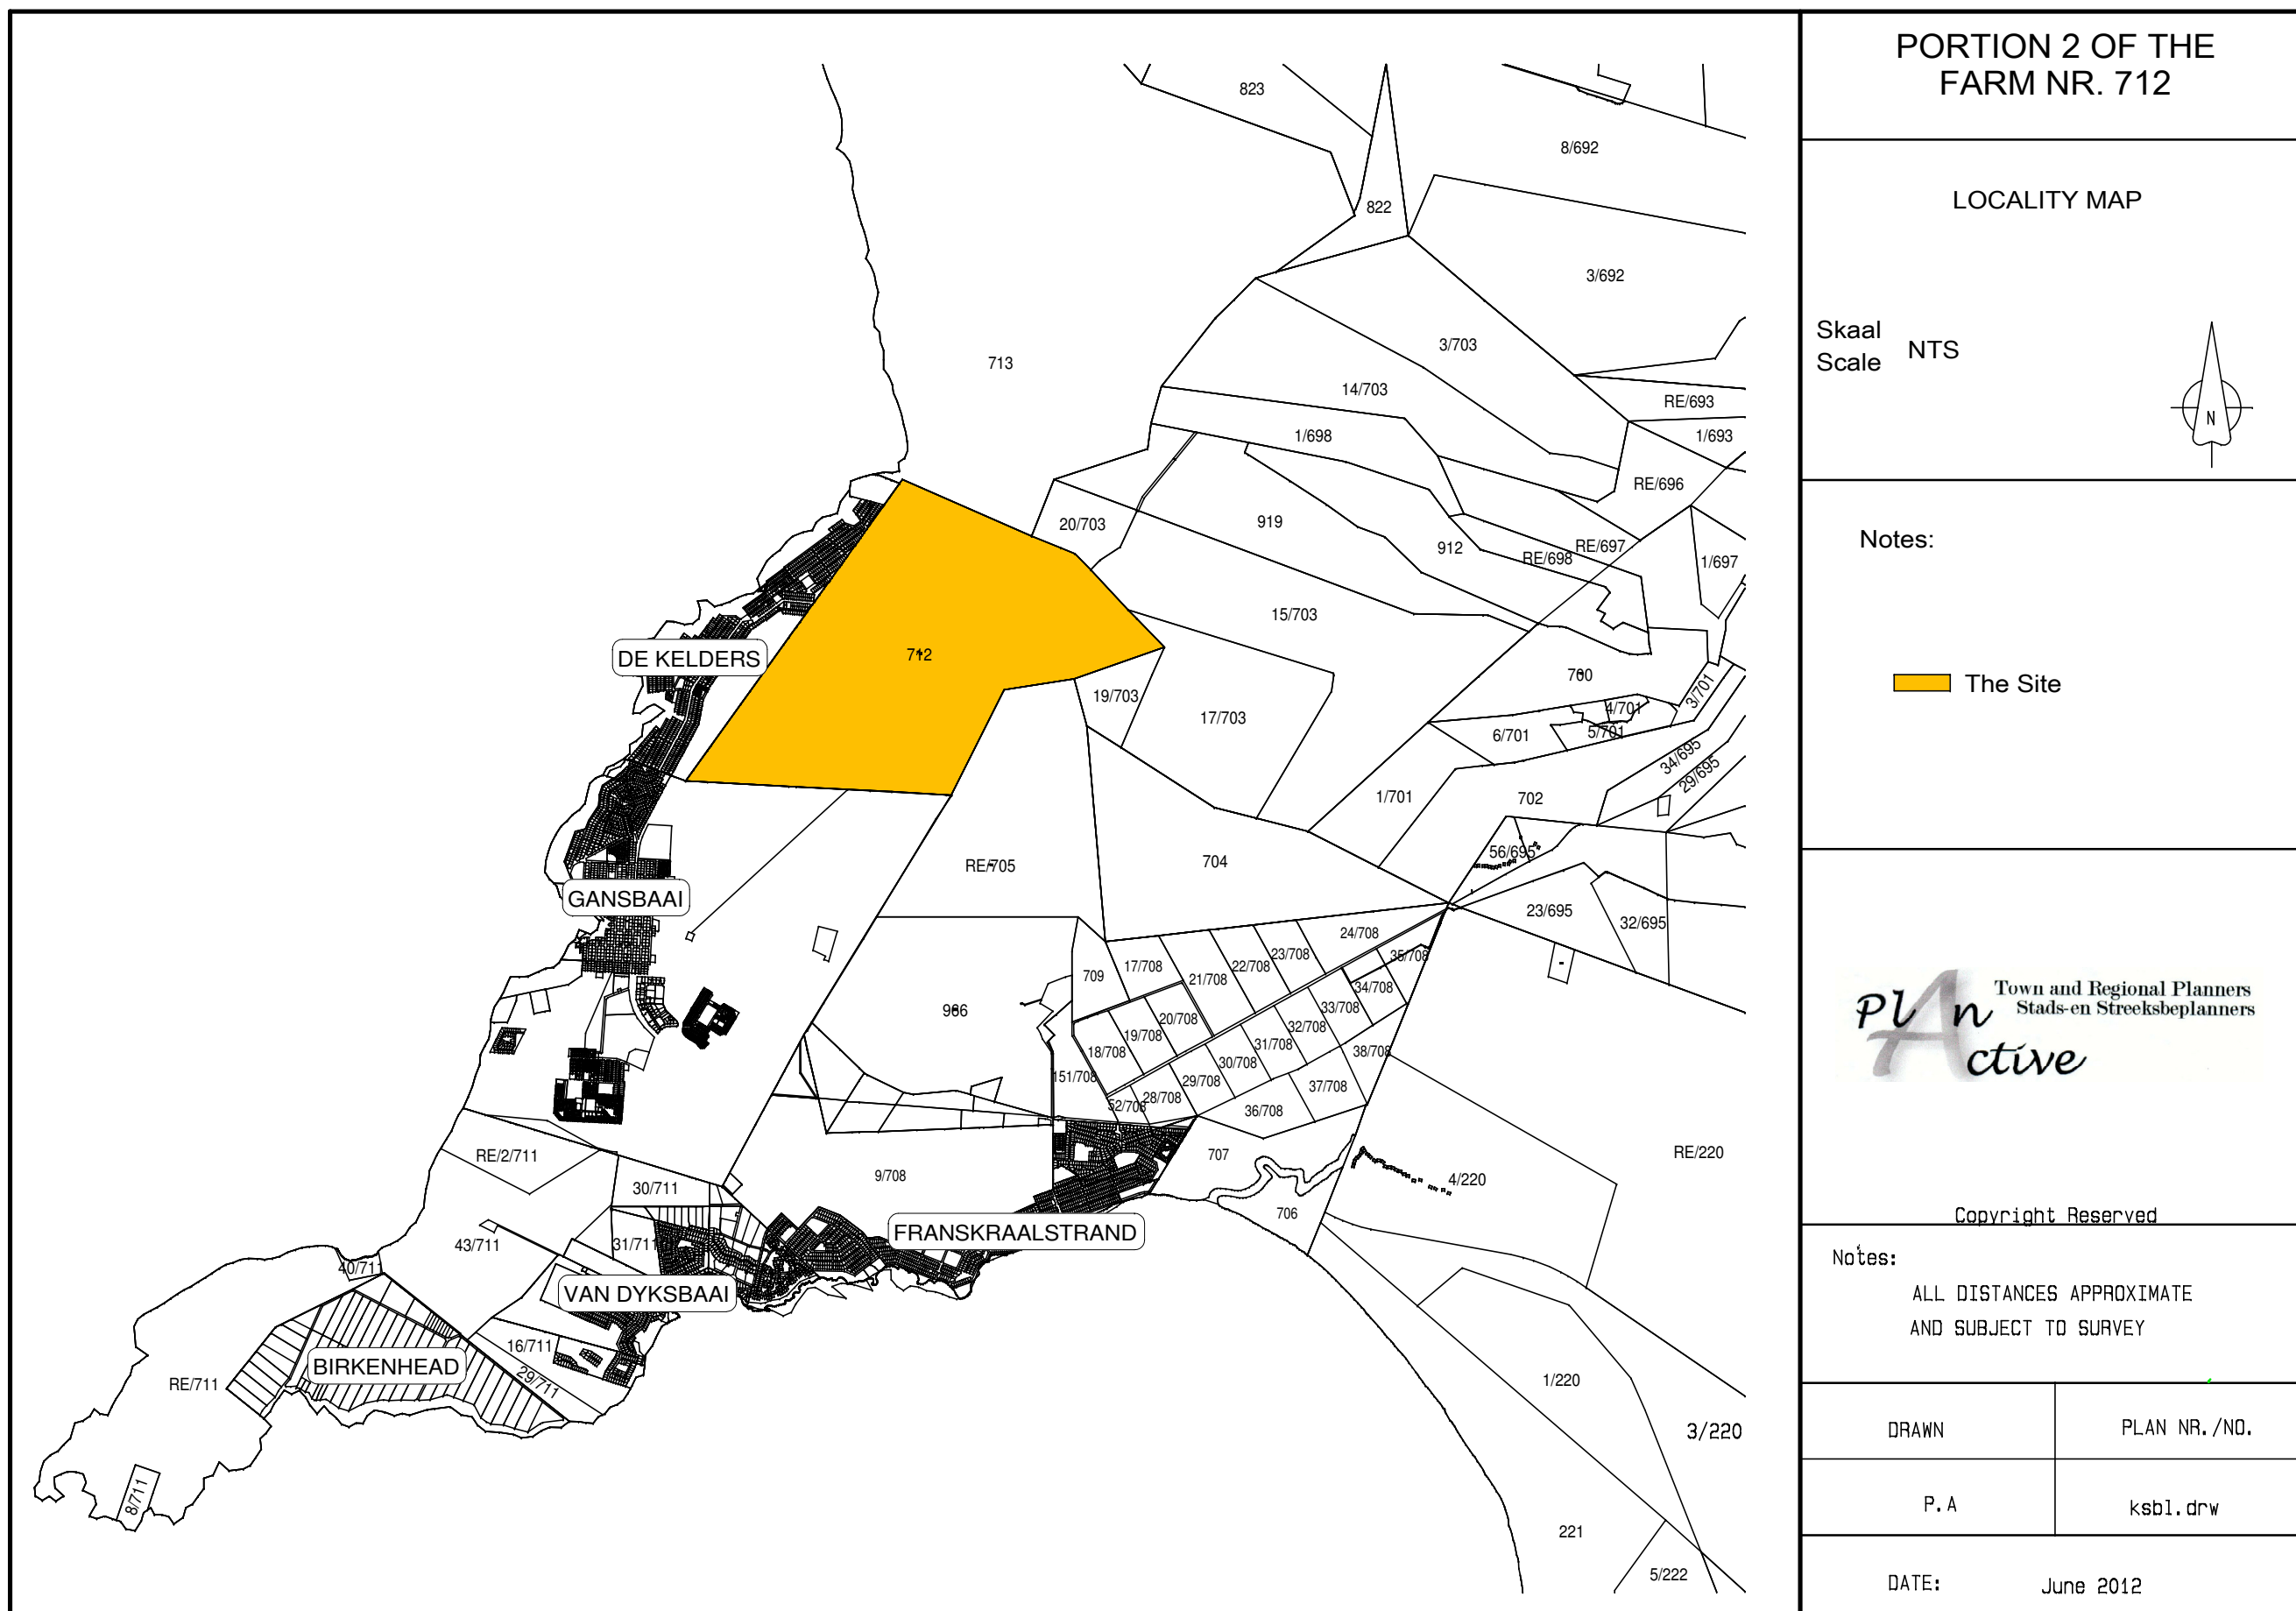 PORTION 2 OF THE
FARM NR. 712
LOCALITY MAP
Skaal
Scale
NTS
N
Notes:
The Site
Plan
Active
Town and Regional Planners
Stads-en Streeksbeplanners
Copyright Reserved
Notes:
ALL DISTANCES APPROXIMATE
AND SUBJECT TO SURVEY
DRAWN
PLAN NR./NO.
P.A
ksbl.drw
DATE:
June 2012
823
8/692
822
3/692
713
3/703
14/703
RE/693
1/698
1/693
RE/696
20/703
919
912
RE/697
RE/698
1/697
15/703
DE KELDERS
712
700
19/703
17/703
3/701
4/701
5/701
6/701
34/695
29/695
1/701
702
RE/705
704
56/695
GANSBAAI
23/695
32/695
24/708
23/708
22/708
21/708
17/708
709
35/708
34/708
33/708
32/708
31/708
30/708
29/708
28/708
20/708
19/708
18/708
966
38/708
37/708
36/708
151/708
52/708
RE/2/711
9/708
707
4/220
RE/220
30/711
706
FRANSKRAALSTRAND
43/711
31/711
40/711
VAN DYKSBAAI
16/711
BIRKENHEAD
29/711
RE/711
1/220
3/220
8/711
221
5/222